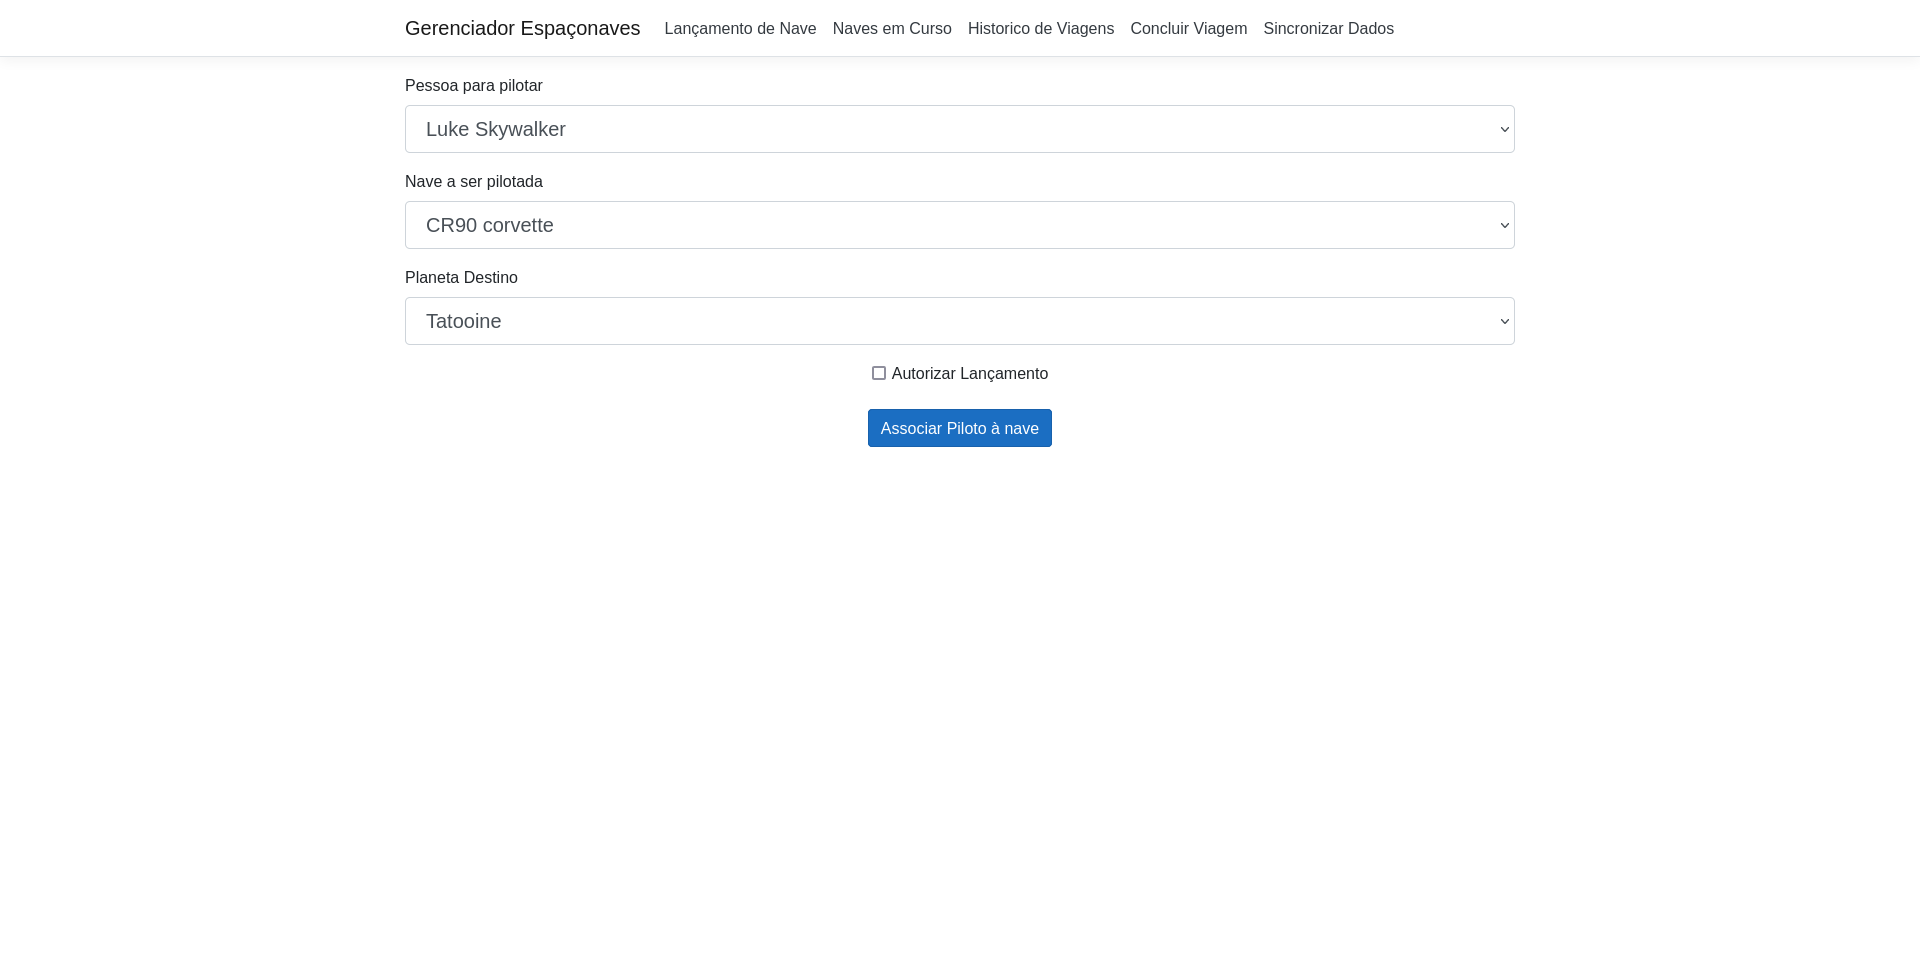 Gerenciador Espaçonaves Lançamento de Nave Naves em Curso Historico de Viagens Concluir Viagem Sincronizar Dados
Pessoa para pilotar
Luke Skywalker
Nave a ser pilotada
CR90 corvette
Planeta Destino
Tatooine
Autorizar Lançamento
Associar Piloto à nave